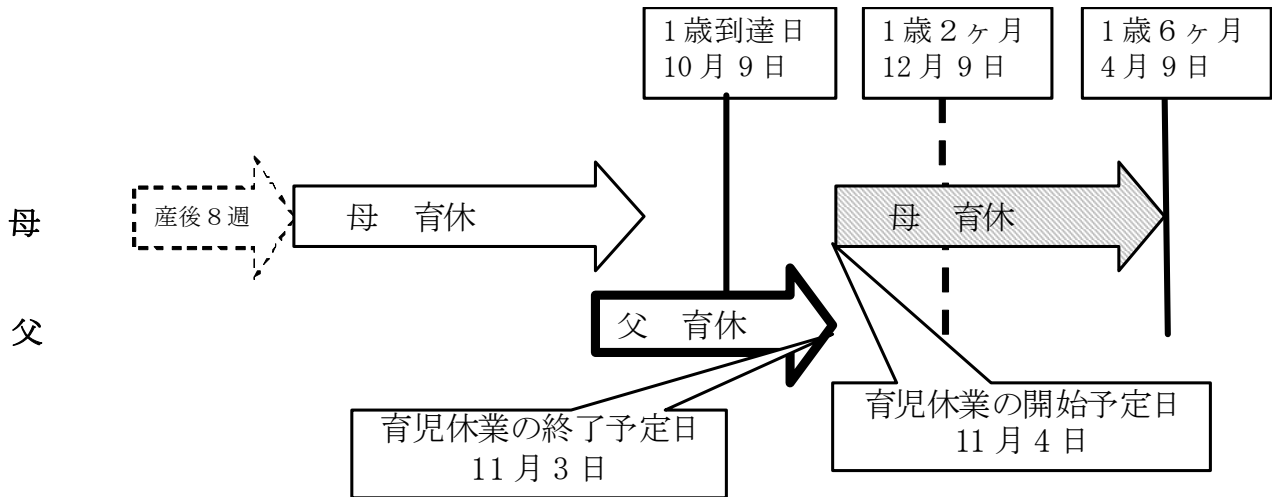 1歳到達日
10月9日
1歳2ヶ月
12月9日
1歳6ヶ月
4月9日
母
産後8週
母 育休
母 育休
父
父 育休
育児休業の終了予定日
11月3日
育児休業の開始予定日
11月4日